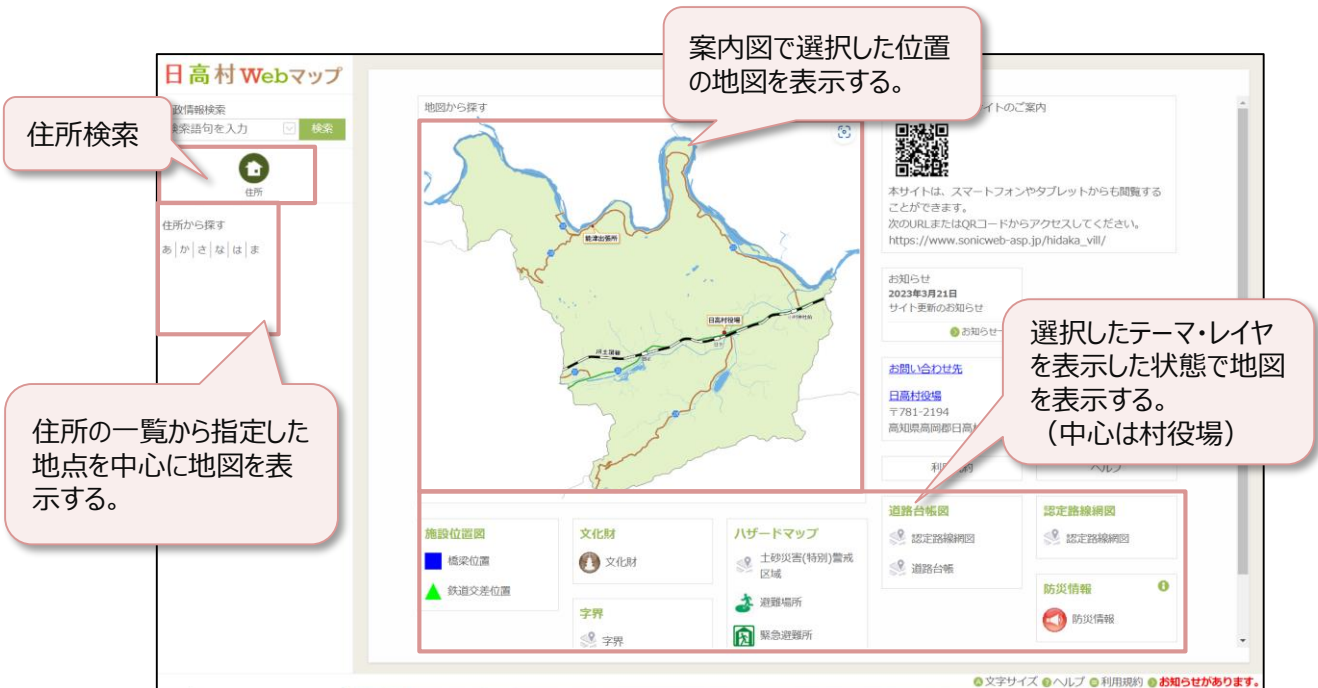 案内図で選択した位置
の地図を表示する。
日高村Webマップ
政情報検索
索語句を入力
検索
住所検索
住所
住所から探す
あ|か|さ|な|は|ま
住所の一覧から指定した
地点を中心に地図を表
示する。
地図から探す
能津出張所
日高村役場
JR土讃線
イトのご案内
本サイトは、スマートフォンやタブレットからも閲覧する
ことができます。
次のURLまたはQRコードからアクセスしてください。
https://www.sonicweb-asp.jp/hidaka_vill/
お知らせ
2023年3月21日
サイト更新のお知らせ
お知らせ一
お問い合わせ先
日高村役場
〒781-2194
高知県高岡郡日高
ヘルプ
選択したテーマ・レイヤ
を表示した状態で地図
を表示する。
(中心は村役場)
施設位置図
橋梁位置
鉄道交差位置
文化財
文化財
字界
字界
ハザードマップ
土砂災害(特別)警戒
区域
避難場所
緊急避難所
道路台帳図
認定路線網図
道路台帳
認定路線網図
認定路線網図
防災情報
防災情報
文字サイズ ヘルプ 利用規約 お知らせがあります。